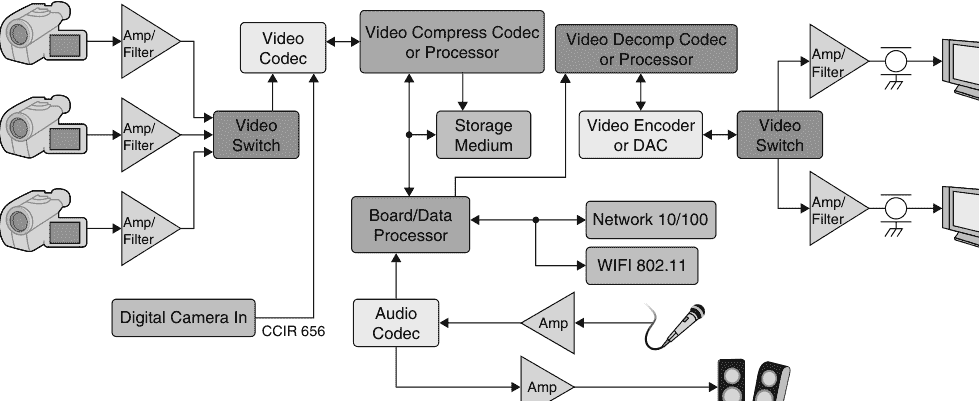 Amp/
Filter
Video
Codec
Video Compress Codec
or Processor
Video Decomp Codec
or Processor
Amp/
Filter
Amp/
Filter
Video
Switch
Storage
Medium
Video Encoder
or DAC
Video
Switch
Amp/
Filter
Board/Data
Processor
Network 10/100
Amp/
Filter
WIFI 802.11
Digital Camera In
CCIR 656
Audio
Codec
Amp
Amp